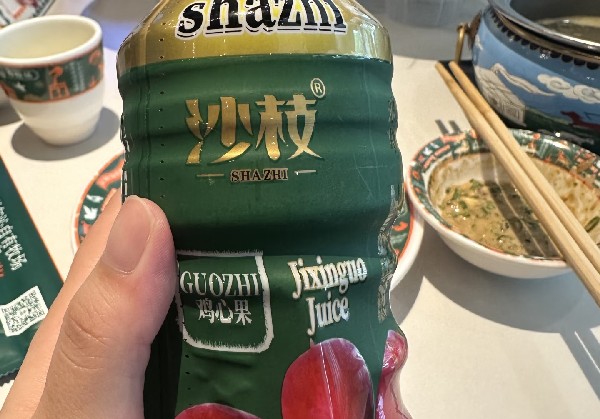 shazhi
沙枝
®
SHAZHI
GUOZHI
鸡心果
Jixinguo
Juice